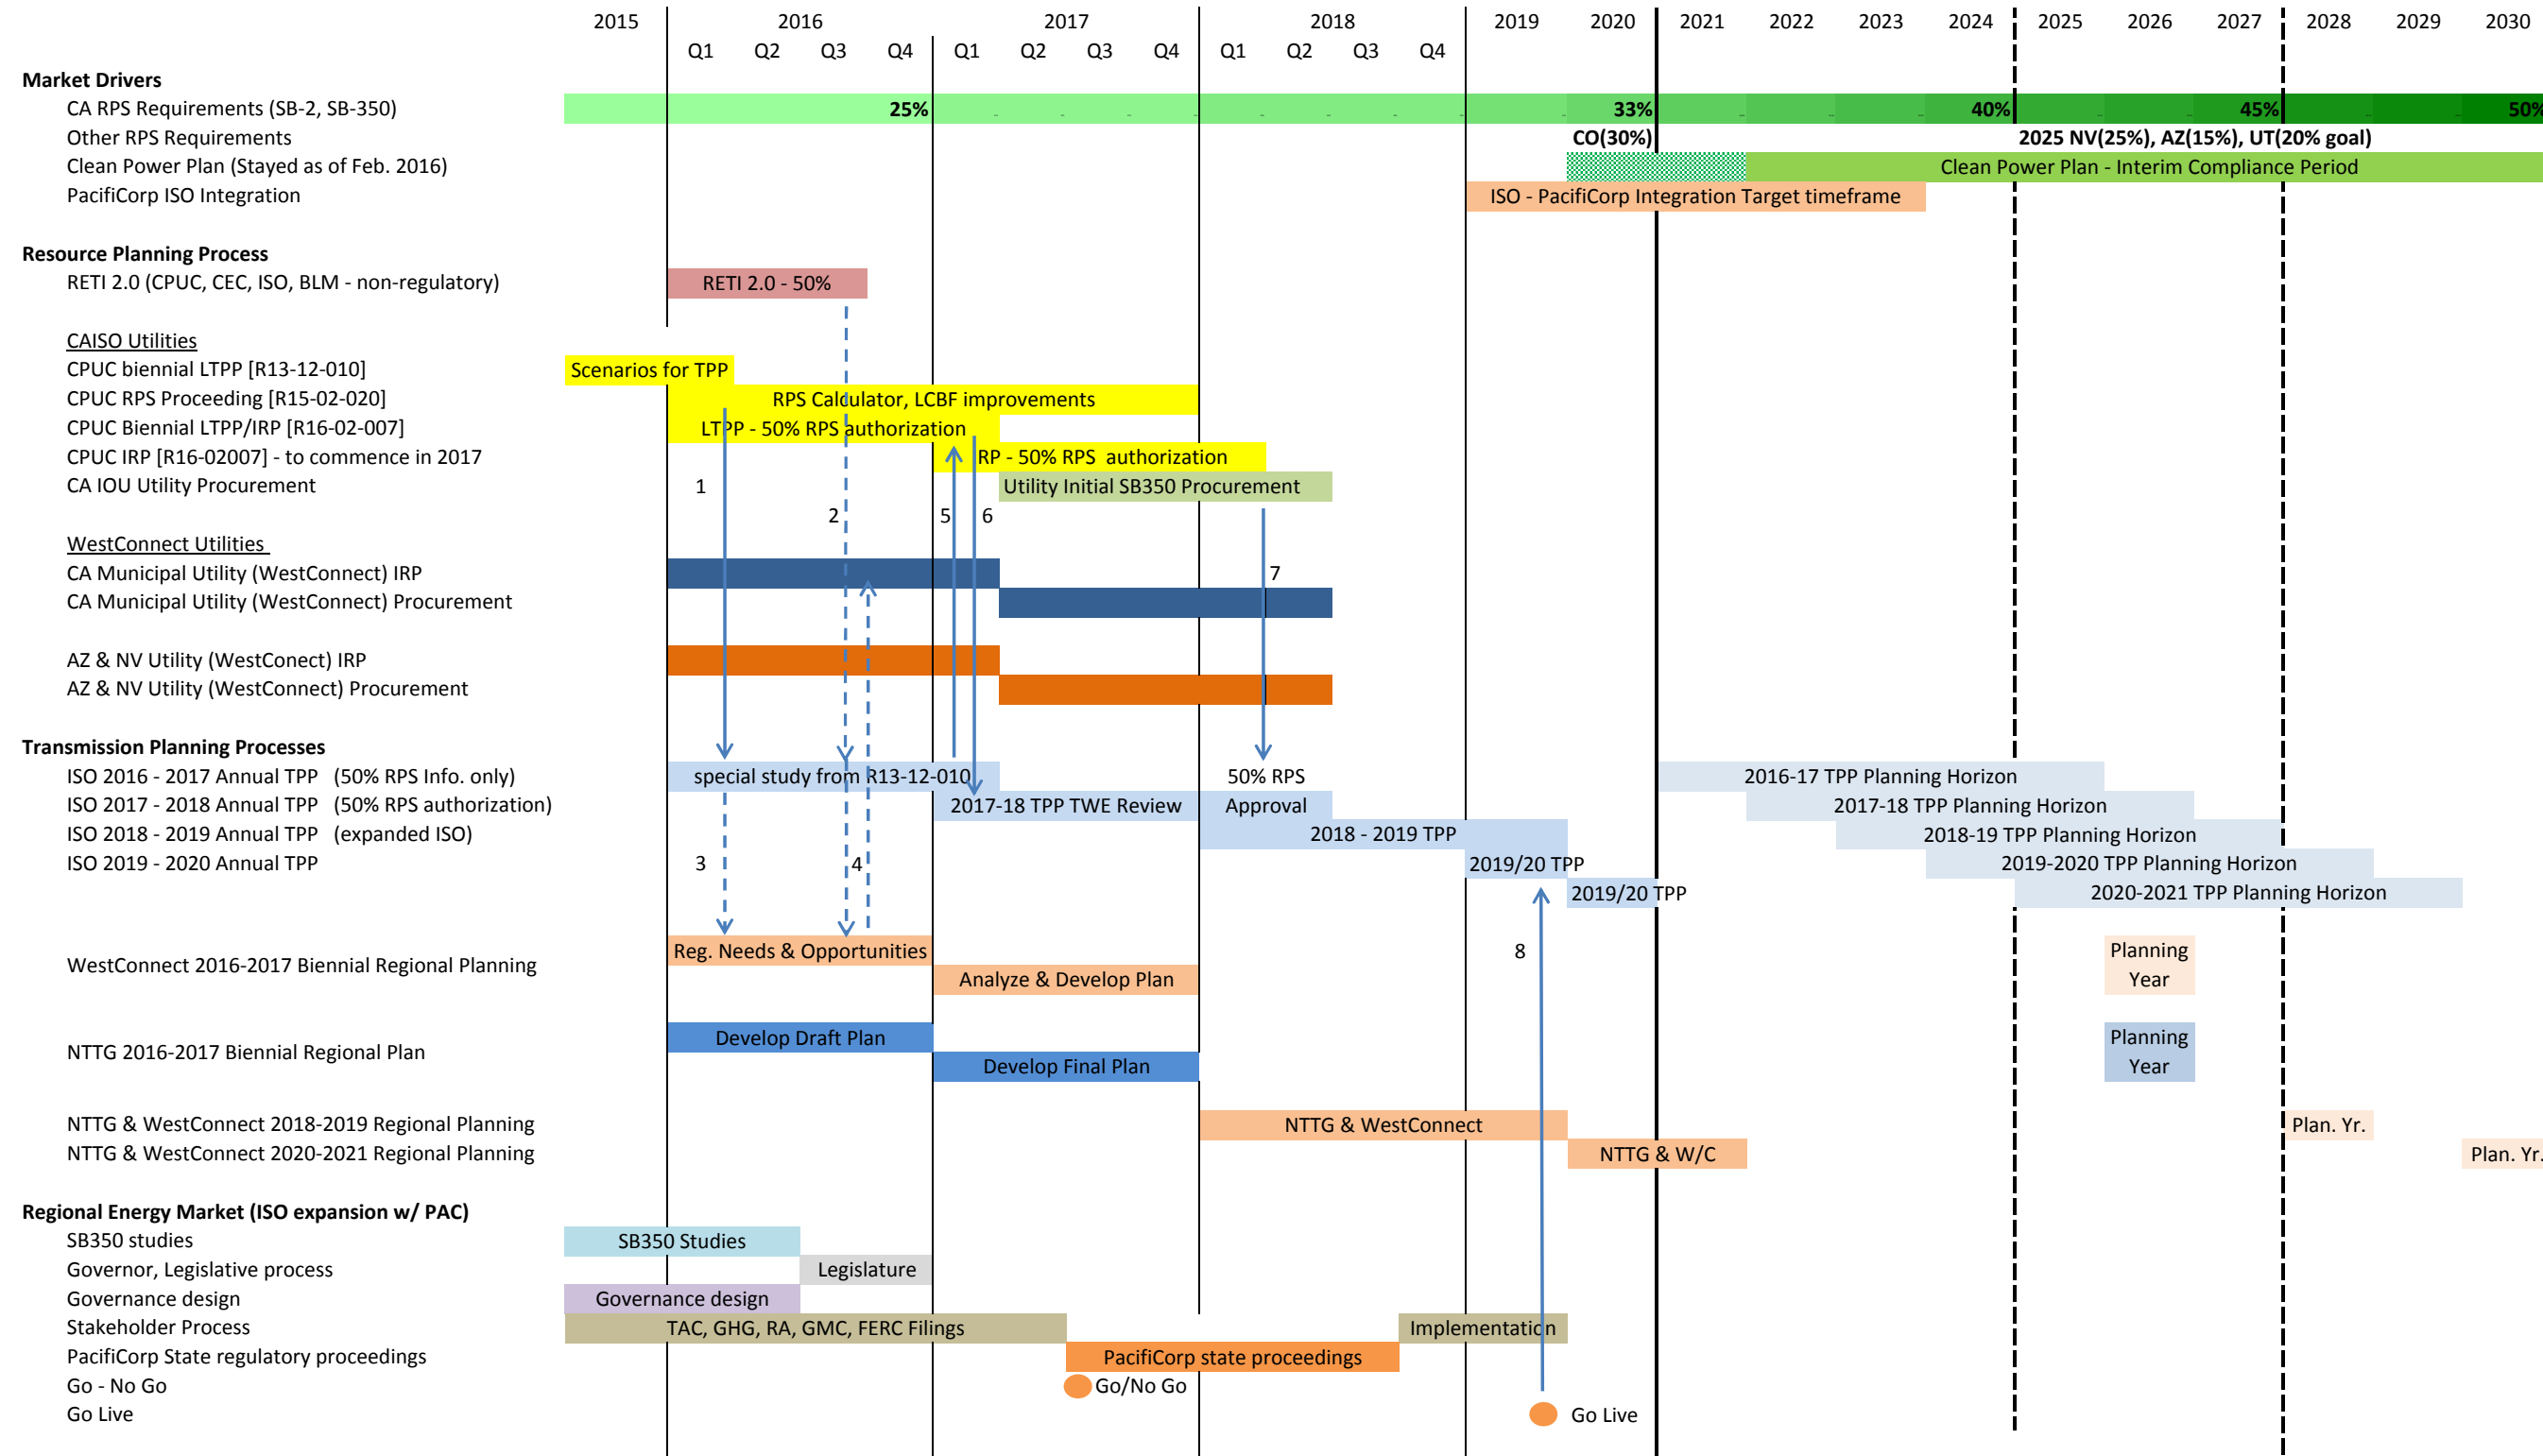 2015 2016 2017 2018 2019 2020 2021 2022 2023 2024 2025 2026 2027 2028 2029 2030
Q1 Q2 Q3 Q4 Q1 Q2 Q3 Q4 Q1 Q2 Q3 Q4
Market Drivers
CA RPS Requirements (SB-2, SB-350) 25% 33% 40% 45% 50%
Other RPS Requirements CO(30%) 2025 NV(25%), AZ(15%), UT(20% goal)
Clean Power Plan (Stayed as of Feb. 2016) Clean Power Plan - Interim Compliance Period
PacifiCorp ISO Integration ISO - PacifiCorp Integration Target timeframe
Resource Planning Process
RETI 2.0 (CPUC, CEC, ISO, BLM - non-regulatory) RETI 2.0 - 50%
CAISO Utilities
CPUC biennial LTPP [R13-12-010] Scenarios for TPP
CPUC RPS Proceeding [R15-02-020] RPS Calculator, LCBF improvements
CPUC Biennial LTPP/IRP [R16-02-007] LTPP - 50% RPS authorization
CPUC IRP [R16-02007] - to commence in 2017 RP - 50% RPS authorization
CA IOU Utility Procurement 1 Utility Initial SB350 Procurement
2 5 6
WestConnect Utilities
CA Municipal Utility (WestConnect) IRP 7
CA Municipal Utility (WestConnect) Procurement
AZ & NV Utility (WestConect) IRP
AZ & NV Utility (WestConnect) Procurement
Transmission Planning Processes
ISO 2016 - 2017 Annual TPP (50% RPS Info. only) special study from R13-12-010 50% RPS 2016-17 TPP Planning Horizon
ISO 2017 - 2018 Annual TPP (50% RPS authorization) 2017-18 TPP TWE Review Approval 2017-18 TPP Planning Horizon
ISO 2018 - 2019 Annual TPP (expanded ISO) 2018 - 2019 TPP 2018-19 TPP Planning Horizon
ISO 2019 - 2020 Annual TPP 3 4 2019/20 TPP 2019-2020 TPP Planning Horizon
2019/20 TPP 2020-2021 TPP Planning Horizon
Reg. Needs & Opportunities 8 Planning
WestConnect 2016-2017 Biennial Regional Planning
Analyze & Develop Plan Year
Develop Draft Plan Planning
NTTG 2016-2017 Biennial Regional Plan
Develop Final Plan Year
NTTG & WestConnect 2018-2019 Regional Planning NTTG & WestConnect Plan. Yr.
NTTG & WestConnect 2020-2021 Regional Planning NTTG & W/C Plan. Yr.
Regional Energy Market (ISO expansion w/ PAC)
SB350 studies SB350 Studies
Governor, Legislative process Legislature
Governance design Governance design
Stakeholder Process TAC, GHG, RA, GMC, FERC Filings Implementation
PacifiCorp State regulatory proceedings PacifiCorp state proceedings
Go - No Go Go/No Go
Go Live Go Live